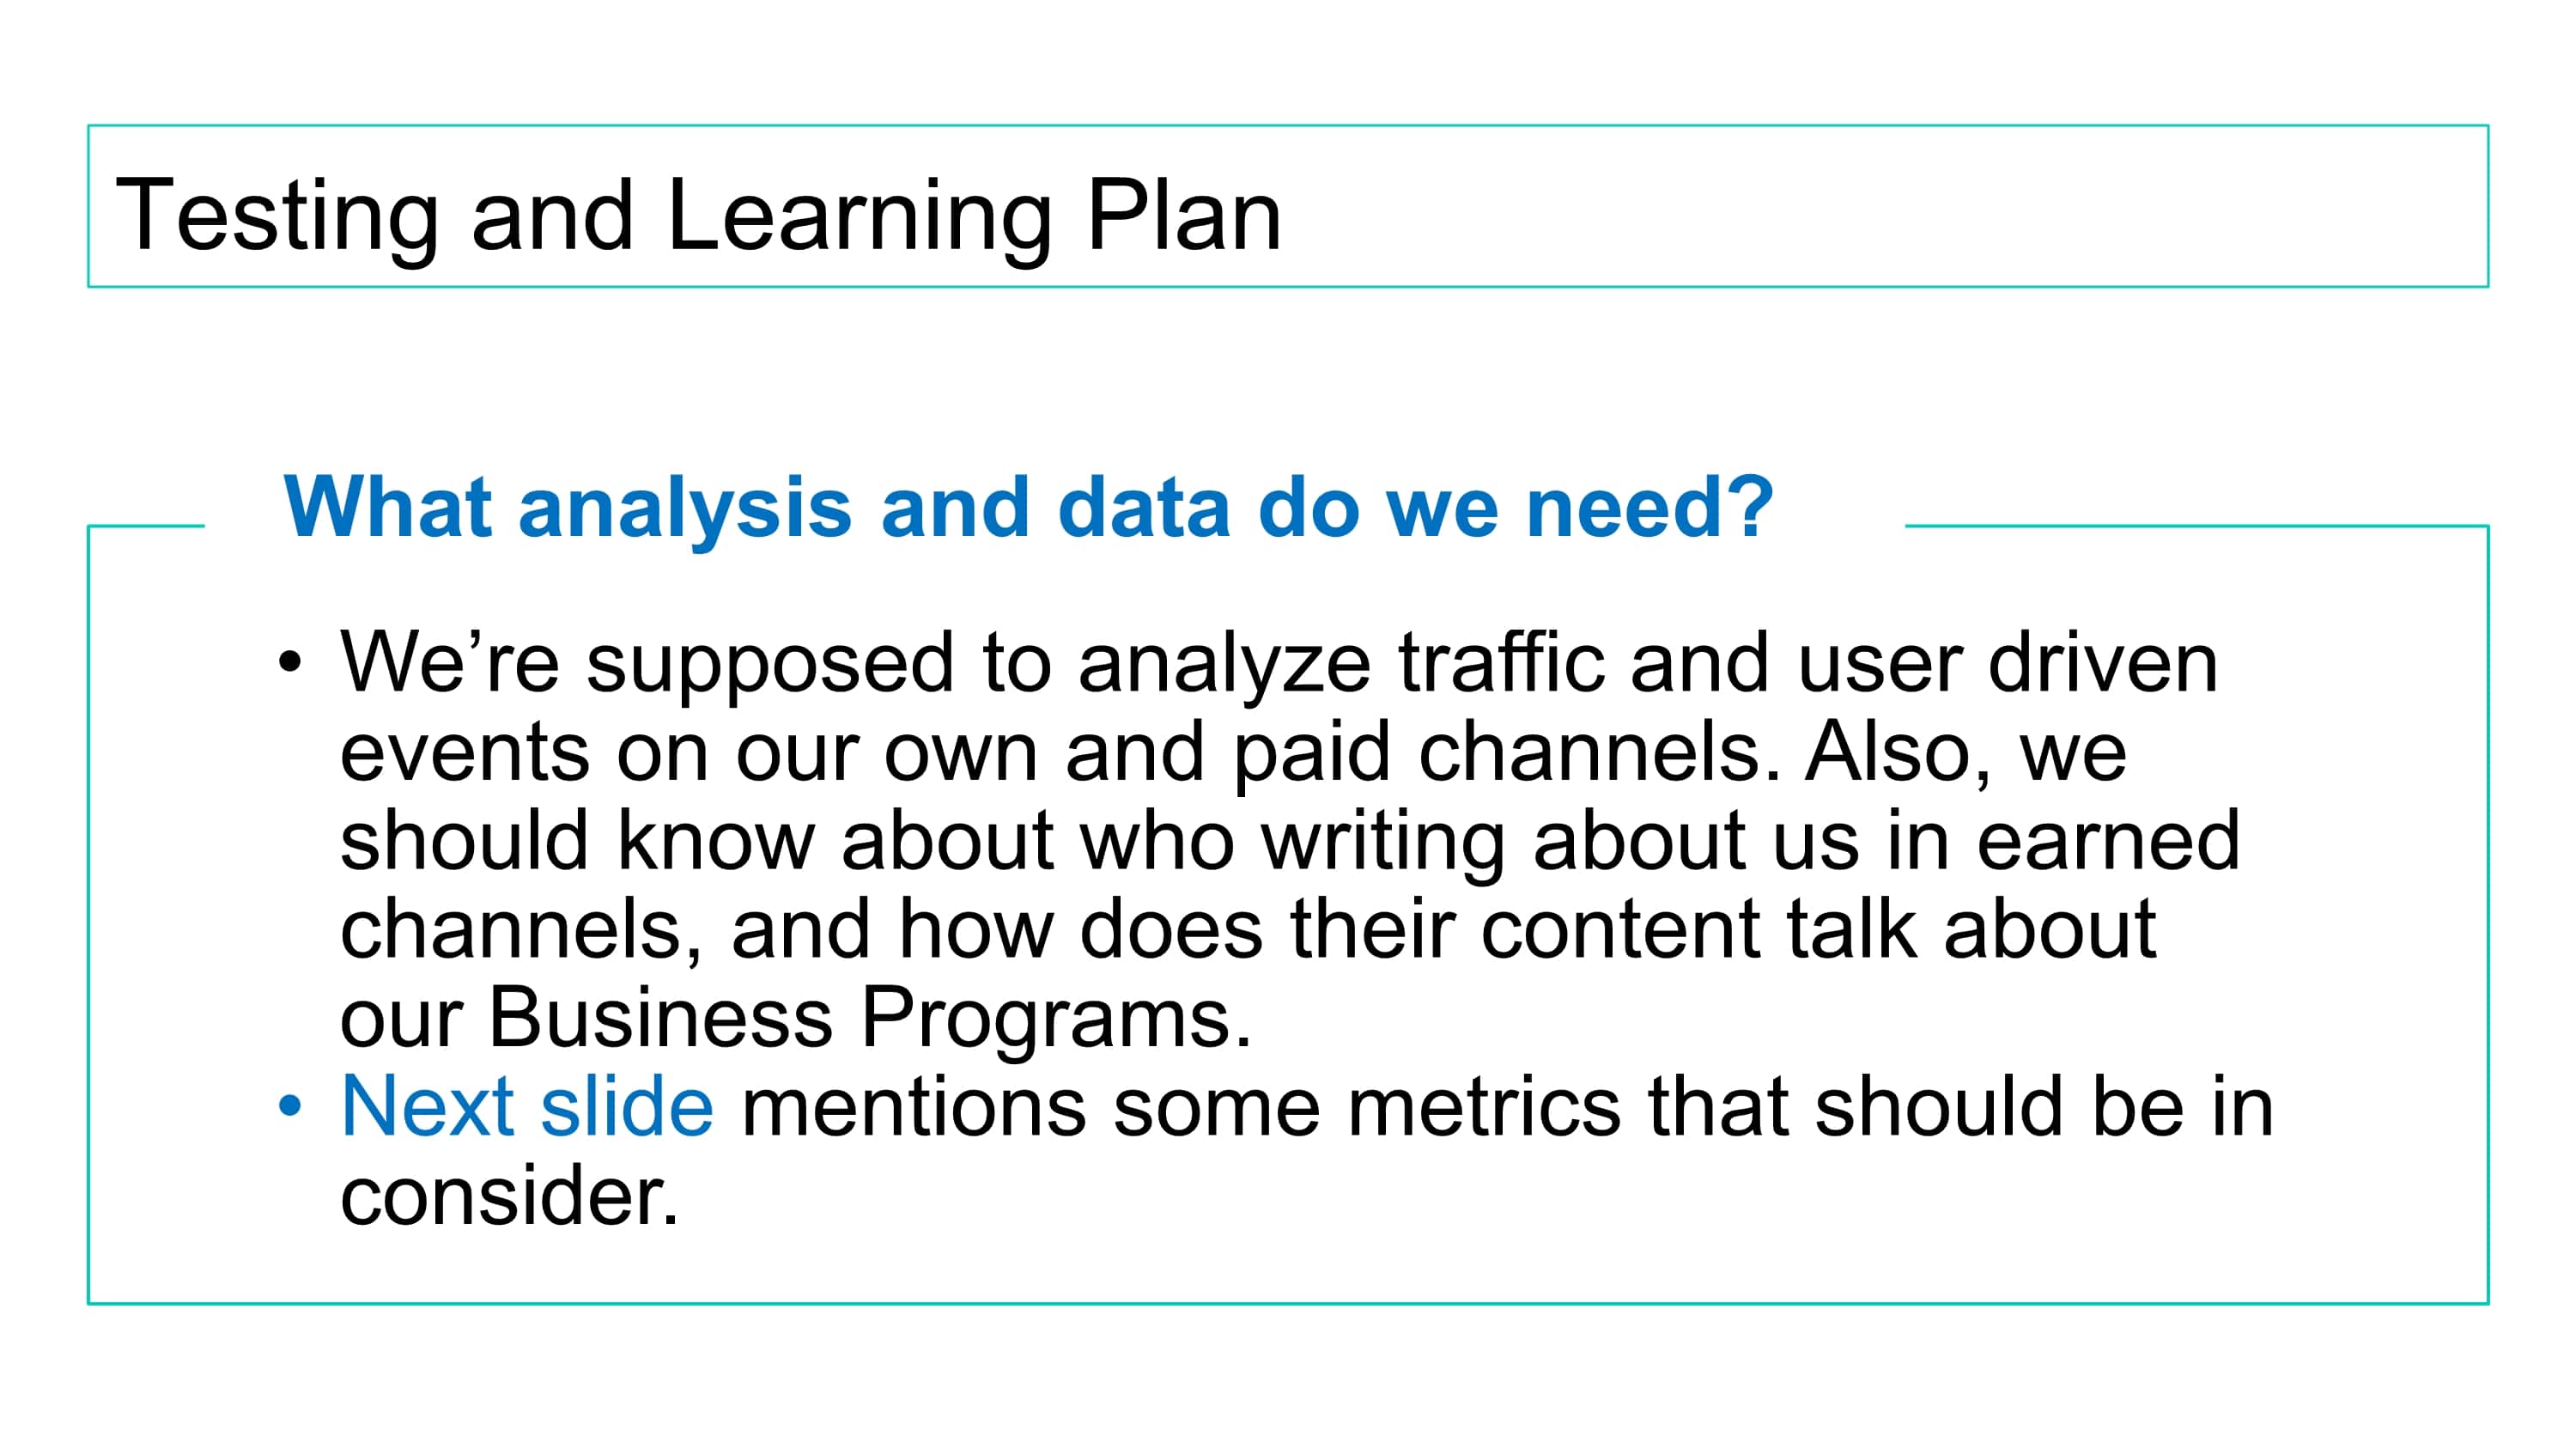 Testing and Learning Plan
What analysis and data do we need?
• We’re supposed to analyze traffic and user driven
events on our own and paid channels. Also, we
should know about who writing about us in earned
channels, and how does their content talk about
our Business Programs.
• Next slide mentions some metrics that should be in
consider.